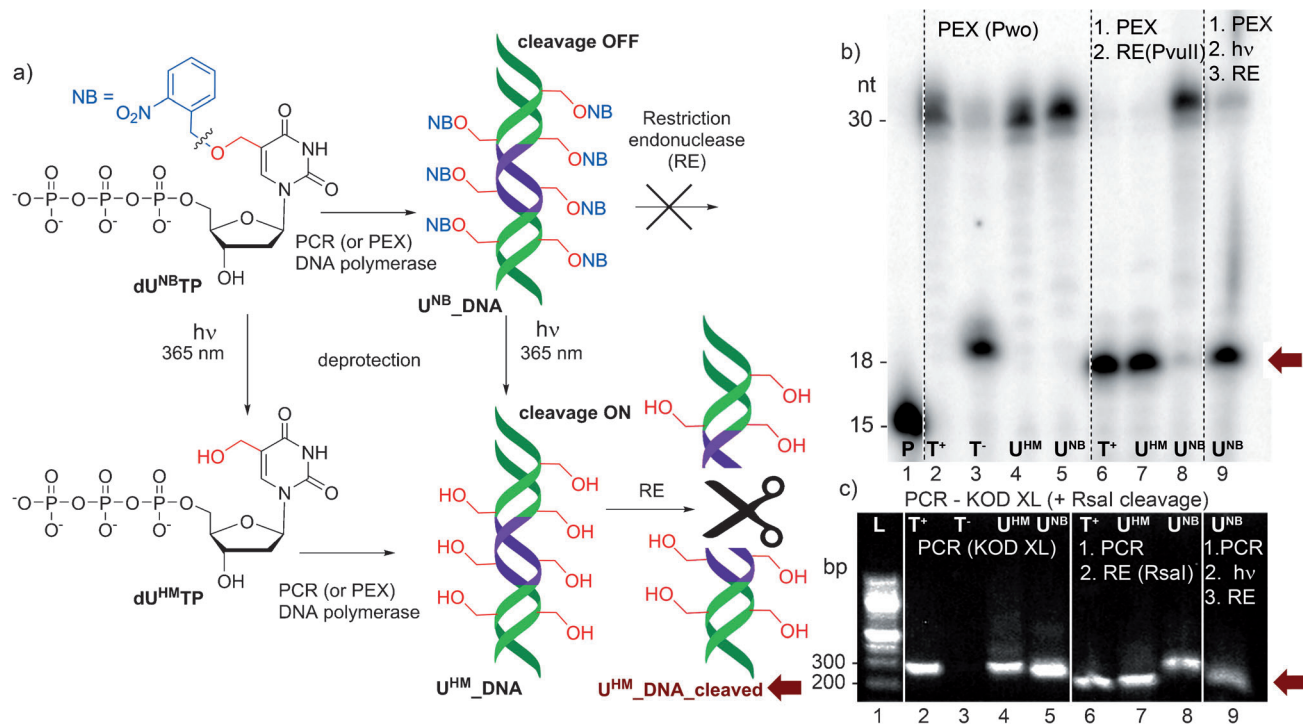 a)
NB =
O₂N
O
O
NH
N
O
O
O O O
⁻O-P-O-P-O-P-O
O⁻ O⁻ O⁻
OH
dUᴺᴮTP
PCR (or PEX)
DNA polymerase
cleavage OFF
ONB
NBO
ONB
NBO
ONB
NBO
ONB
Uᴺᴮ_DNA
Restriction
endonuclease
(RE)
hν
365 nm
deprotection
hν
365 nm
HO
O
NH
N
O
O
O O O
⁻O-P-O-P-O-P-O
O⁻ O⁻ O⁻
OH
dUᴴᴹTP
PCR (or PEX)
DNA polymerase
cleavage ON
OH
HO
OH
HO
OH
HO
OH
Uᴴᴹ_DNA
RE
OH
HO
OH
HO
OH
HO
OH
Uᴴᴹ_DNA_cleaved
b)
PEX (Pwo)
1. PEX
2. RE(PvuII)
1. PEX
2. hν
3. RE
nt
30 -
18 -
15 -
P T⁺ T⁻ Uᴴᴹ Uᴺᴮ T⁺ Uᴴᴹ Uᴺᴮ Uᴺᴮ
1 2 3 4 5 6 7 8 9
c) PCR - KOD XL (+ RsaI cleavage)
L T⁺ T⁻ Uᴴᴹ Uᴺᴮ T⁺ Uᴴᴹ Uᴺᴮ Uᴺᴮ
PCR (KOD XL)
1. PCR
2. RE (RsaI)
1.PCR
2. hν
3. RE
bp
300 -
200 -
1 2 3 4 5 6 7 8 9